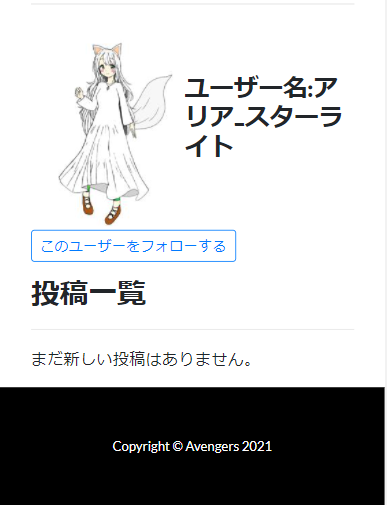 ユーザー名:ア
リア_スターラ
イト
このユーザーをフォローする
投稿一覧
まだ新しい投稿はありません。
Copyright © Avengers 2021